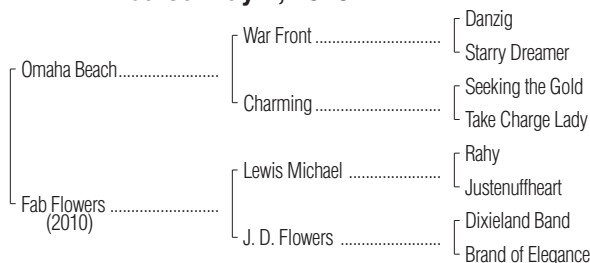 Danzig
War Front
Starry Dreamer
Omaha Beach
Seeking the Gold
Charming
Take Charge Lady
Rahy
Lewis Michael
Justenuffheart
Fab Flowers
(2010)
Dixieland Band
J. D. Flowers
Brand of Elegance